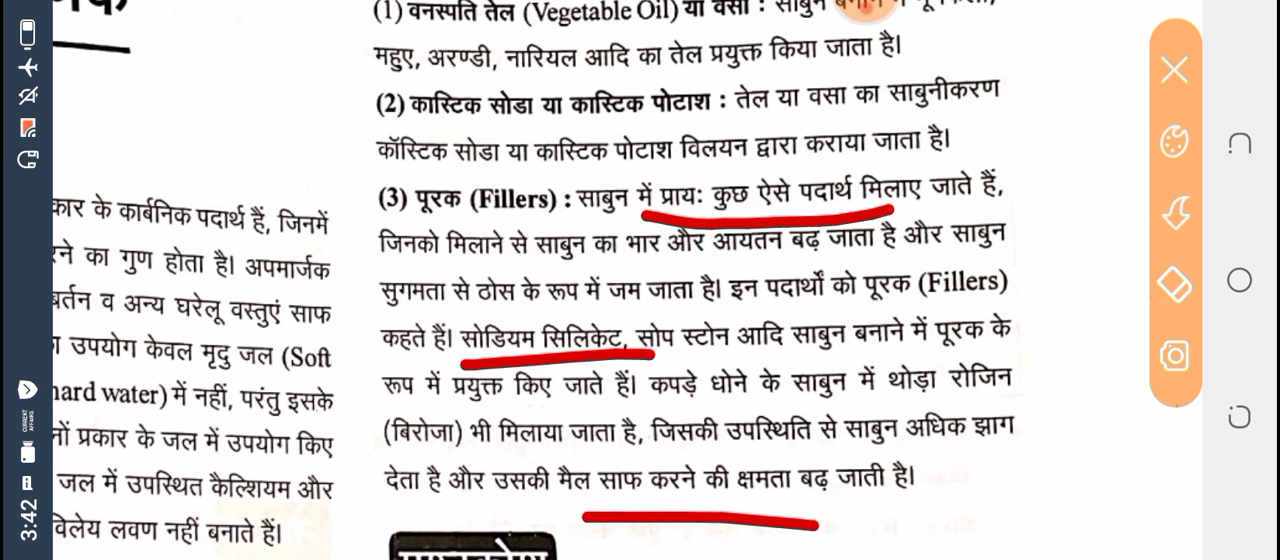 (1) वनस्पति तेल (Vegetable Oil) या वसा : साबुन बनाने में
महुए, अरण्डी, नारियल आदि का तेल प्रयुक्त किया जाता है।
(2) कास्टिक सोडा या कास्टिक पोटाश : तेल या वसा का साबुनीकरण
कॉस्टिक सोडा या कास्टिक पोटाश विलयन द्वारा कराया जाता है।
(3) पूरक (Fillers) : साबुन में प्राय: कुछ ऐसे पदार्थ मिलाए जाते हैं,
जिनको मिलाने से साबुन का भार और आयतन बढ़ जाता है और साबुन
सुगमता से ठोस के रूप में जम जाता है। इन पदार्थों को पूरक (Fillers)
कहते हैं। सोडियम सिलिकेट, सोप स्टोन आदि साबुन बनाने में पूरक के
रूप में प्रयुक्त किए जाते हैं। कपड़े धोने के साबुन में थोड़ा रोजिन
(बिरोजा) भी मिलाया जाता है, जिसकी उपस्थिति से साबुन अधिक झाग
देता है और उसकी मैल साफ करने की क्षमता बढ़ जाती है।
कार के कार्बनिक पदार्थ हैं, जिनमें
रने का गुण होता है। अपमार्जक
बर्तन व अन्य घरेलू वस्तुएं साफ
उपयोग केवल मृदु जल (Soft
hard water) में नहीं, परंतु इसके
नों प्रकार के जल में उपयोग किए
जल में उपस्थित कैल्शियम और
विलेय लवण नहीं बनाते हैं।
3:42
CURRENT AFFAIRS